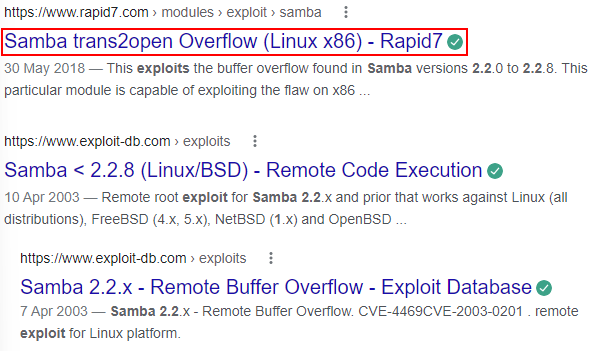 https://www.rapid7.com › modules › exploit › samba
Samba trans2open Overflow (Linux x86) - Rapid7
30 May 2018 — This exploits the buffer overflow found in Samba versions 2.2.0 to 2.2.8. This
particular module is capable of exploiting the flaw on x86 ...
https://www.exploit-db.com › exploits
Samba < 2.2.8 (Linux/BSD) - Remote Code Execution
10 Apr 2003 — Remote root exploit for Samba 2.2.x and prior that works against Linux (all
distributions), FreeBSD (4.x, 5.x), NetBSD (1.x) and OpenBSD ...
https://www.exploit-db.com › exploits
Samba 2.2.x - Remote Buffer Overflow - Exploit Database
7 Apr 2003 — Samba 2.2.x - Remote Buffer Overflow. CVE-4469CVE-2003-0201 . remote
exploit for Linux platform.